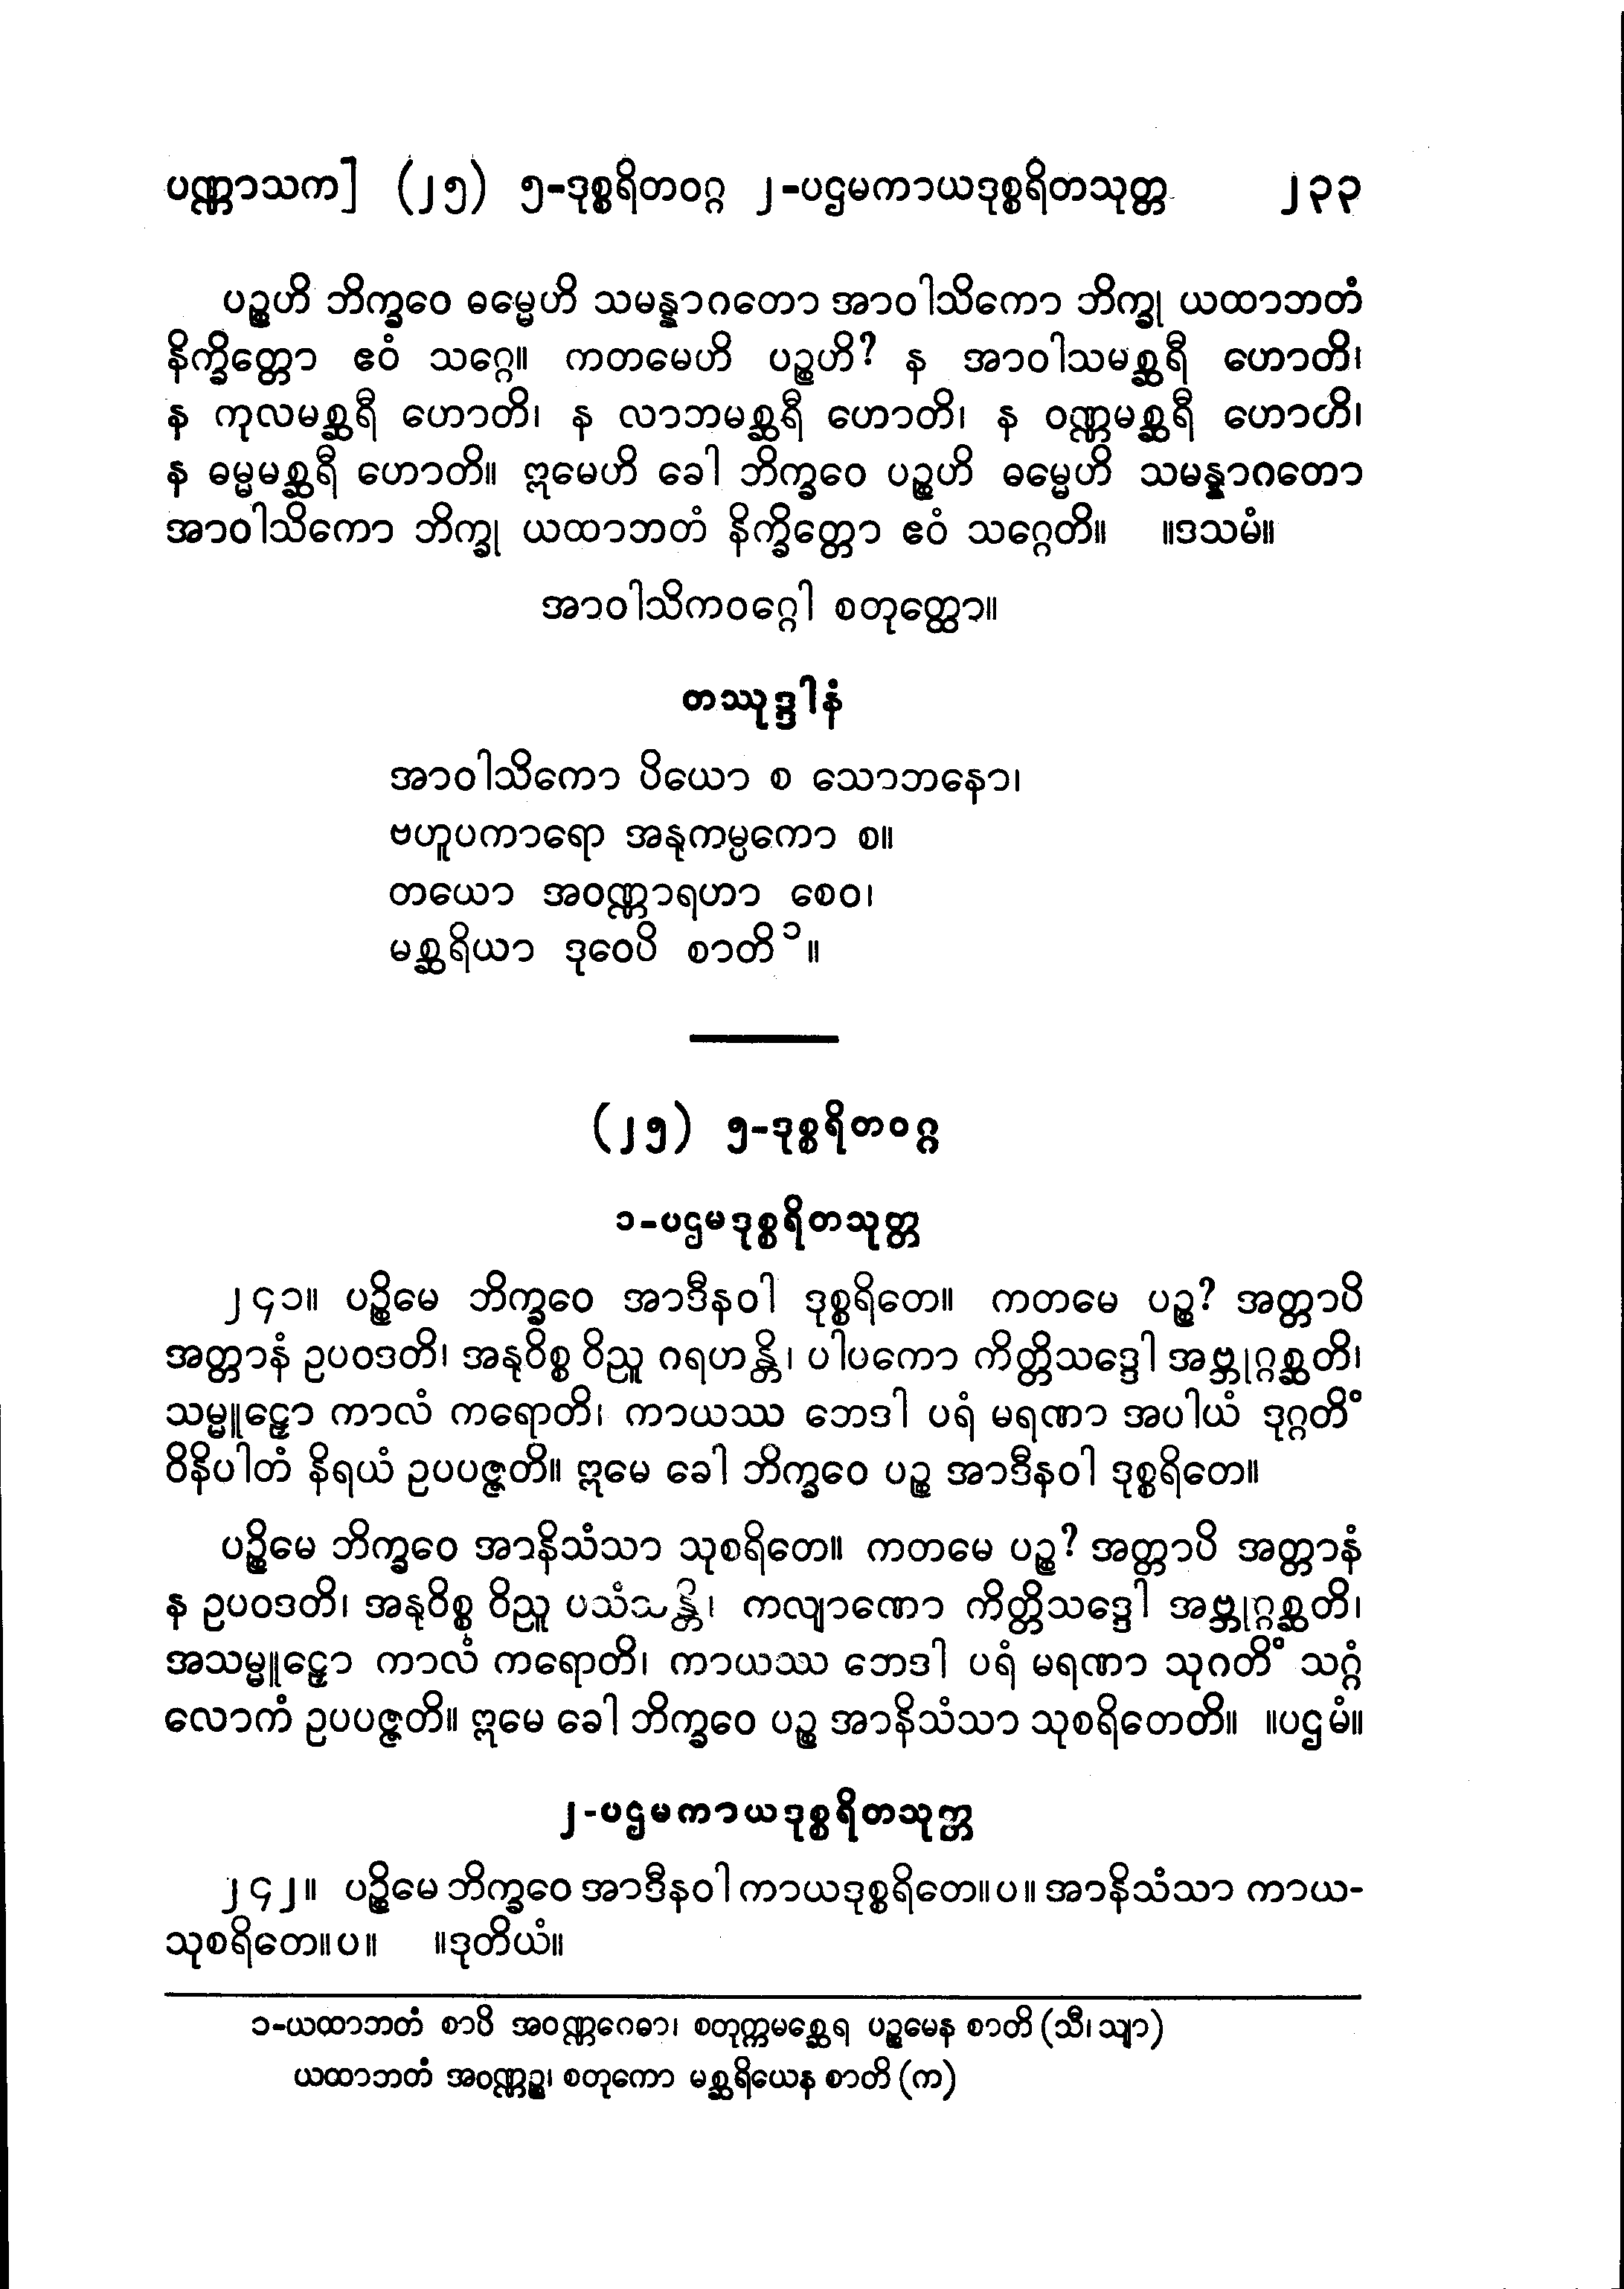 ပဏ္ဏာသက] (၂၅) ၅-ဒုစ္စရိတဝဂ္ဂ ၂-ပဌမကာယဒုစ္စရိတသုတ္တ ၂၃၃
ပဉ္စဟိ ဘိက္ခဝေ ဓမ္မေဟိ သမန္နာဂတော အာဝါသိကော ဘိက္ခု ယထာဘတံ
နိက္ခိတ္တော ဧဝံ သဂ္ဂေ။ ကတမေဟိ ပဉ္စဟိ? န အာဝါသမစ္ဆရီ ဟောတိ၊
န ကုလမစ္ဆရီ ဟောတိ၊ န လာဘမစ္ဆရီ ဟောတိ၊ န ဝဏ္ဏမစ္ဆရီ ဟောတိ၊
န ဓမ္မမစ္ဆရီ ဟောတိ။ ဣမေဟိ ခေါ ဘိက္ခဝေ ပဉ္စဟိ ဓမ္မေဟိ သမန္နာဂတော
အာဝါသိကော ဘိက္ခု ယထာဘတံ နိက္ခိတ္တော ဧဝံ သဂ္ဂေတိ။ ။ဒသမံ။
အာဝါသိကဝဂ္ဂေါ စတုတ္ထော။
တဿုဒ္ဒါနံ
အာဝါသိကော ပိယော စ သောဘနော၊
ဗဟူပကာရော အနုကမ္ပကော စ။
တယော အဝဏ္ဏာရဟာ စေဝ၊
မစ္ဆရိယာ ဒုဝေပိ စာတိ၁။
(၂၅) ၅-ဒုစ္စရိတဝဂ္ဂ
၁-ပဌမဒုစ္စရိတသုတ္တ
၂၄၁။ ပဉ္စိမေ ဘိက္ခဝေ အာဒီနဝါ ဒုစ္စရိတေ။ ကတမေ ပဉ္စ? အတ္တာပိ
အတ္တာနံ ဥပဝဒတိ၊ အနုဝိစ္စ ဝိညူ ဂရဟန္တိ၊ ပါပကော ကိတ္တိသဒ္ဒေါ အဗ္ဘုဂ္ဂစ္ဆတိ၊
သမ္မူဠှော ကာလံ ကရောတိ၊ ကာယဿ ဘေဒါ ပရံ မရဏာ အပါယံ ဒုဂ္ဂတိံ
ဝိနိပါတံ နိရယံ ဥပပဇ္ဇတိ။ ဣမေ ခေါ ဘိက္ခဝေ ပဉ္စ အာဒီနဝါ ဒုစ္စရိတေ။
ပဉ္စိမေ ဘိက္ခဝေ အာနိသံသာ သုစရိတေ။ ကတမေ ပဉ္စ? အတ္တာပိ အတ္တာနံ
န ဥပဝဒတိ၊ အနုဝိစ္စ ဝိညူ ပသံသန္တိ၊ ကလျာဏော ကိတ္တိသဒ္ဒေါ အဗ္ဘုဂ္ဂစ္ဆတိ၊
အသမ္မူဠှော ကာလံ ကရောတိ၊ ကာယဿ ဘေဒါ ပရံ မရဏာ သုဂတိံ သဂ္ဂံ
လောကံ ဥပပဇ္ဇတိ။ ဣမေ ခေါ ဘိက္ခဝေ ပဉ္စ အာနိသံသာ သုစရိတေတိ။ ။ပဌမံ။
၂-ပဌမကာယဒုစ္စရိတသုတ္တ
၂၄၂။ ပဉ္စိမေ ဘိက္ခဝေ အာဒီနဝါ ကာယဒုစ္စရိတေ။ပ။ အာနိသံသာ ကာယ-
သုစရိတေ။ပ။ ။ဒုတိယံ။
၁-ယထာဘတံ စာပိ အဝဏ္ဏဂေဓာ၊ စတုက္ကမစ္ဆေရ ပဉ္စမေန စာတိ (သီ၊သျာ)
ယထာဘတံ အဝဏ္ဏဉ္စ၊ စတုကော မစ္ဆရိယေန စာတိ (က)